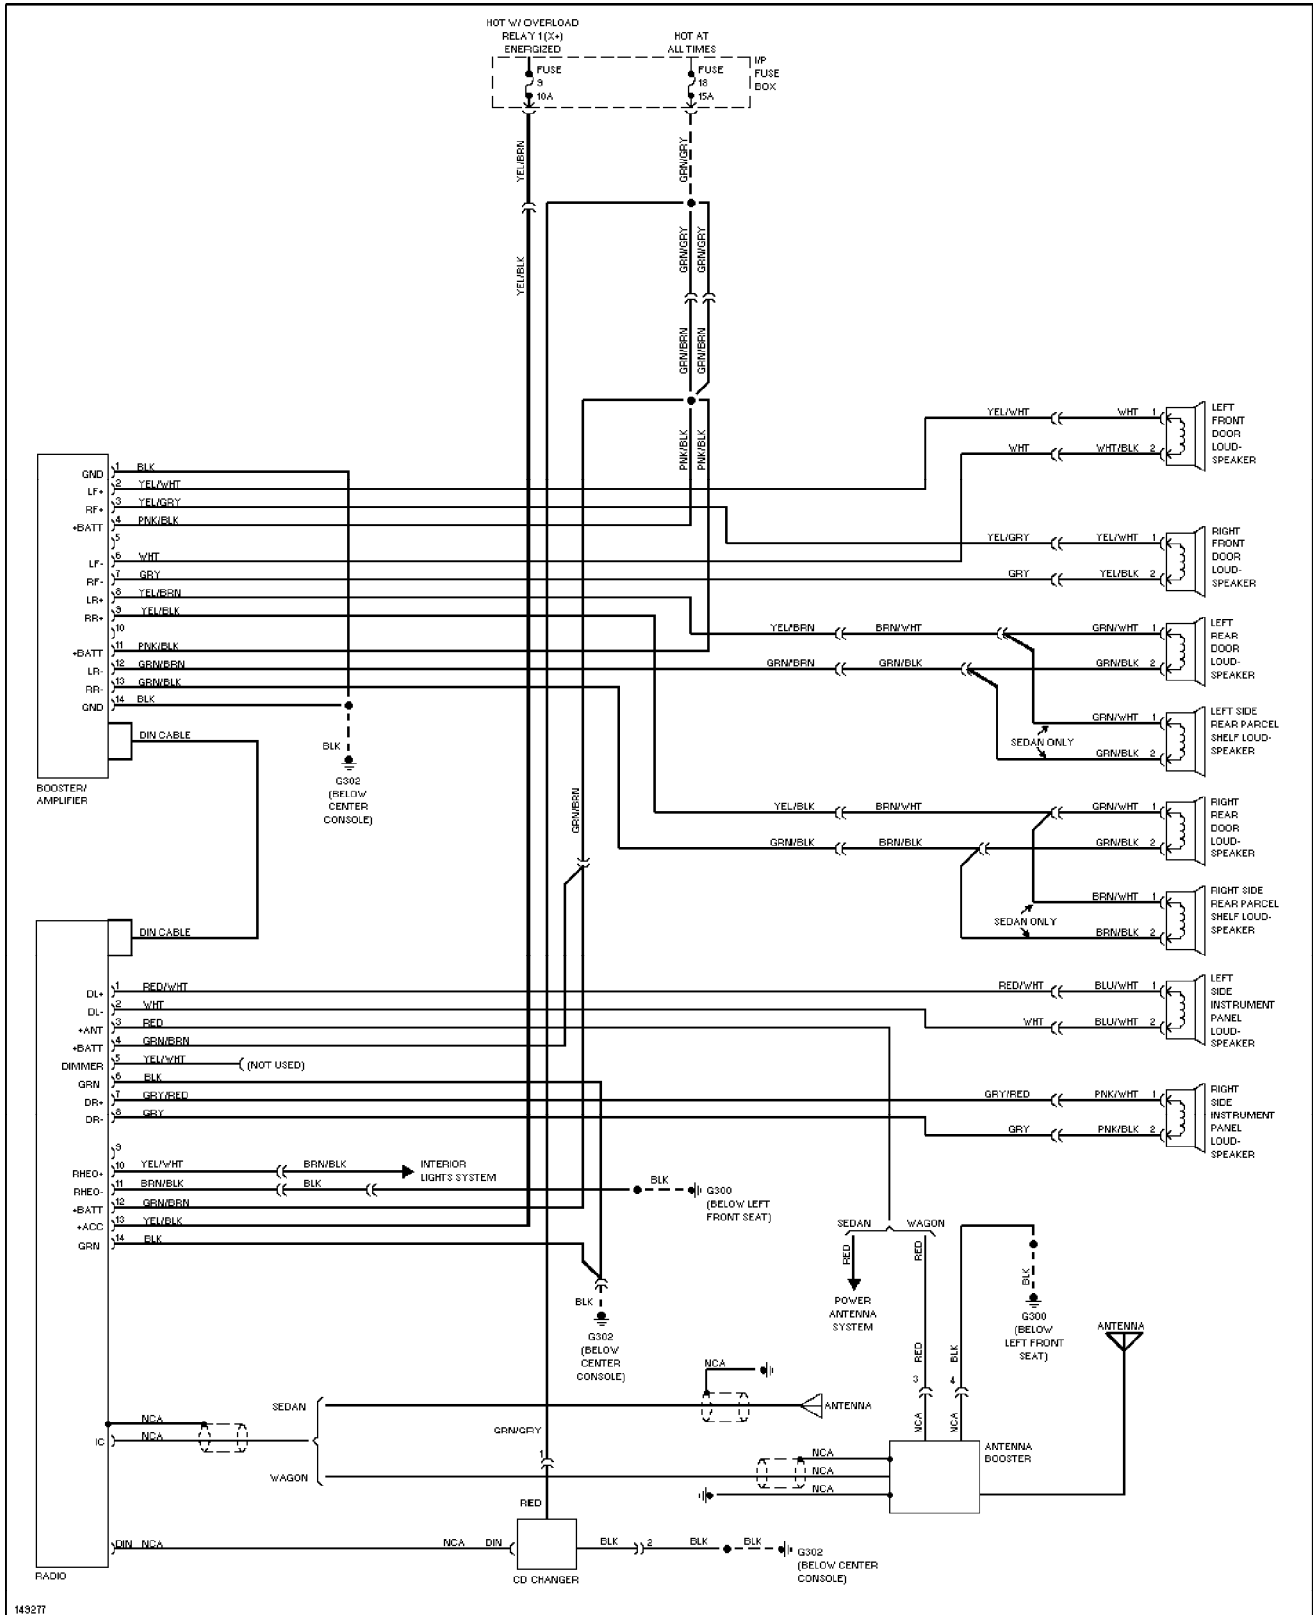 HOT W/ OVERLOAD
RELAY 1(X+)
ENERGIZED
HOT AT
ALL TIMES
FUSE
9
10A
FUSE
18
15A
I/P
FUSE
BOX
YEL/BRN
GRN/GRY
YEL/BLK
GRN/GRY
GRN/GRY
GRN/BRN
GRN/BRN
PNK/BLK
PNK/BLK
YEL/WHT
WHT 1
WHT
WHT/BLK 2
LEFT
FRONT
DOOR
LOUD-
SPEAKER
GND 1 BLK
LF+ 2 YEL/WHT
RF+ 3 YEL/GRY
+BATT 4 PNK/BLK
5
LF- 6 WHT
RF- 7 GRY
LR+ 8 YEL/BRN
RR+ 9 YEL/BLK
10
+BATT 11 PNK/BLK
LR- 12 GRN/BRN
RR- 13 GRN/BLK
GND 14 BLK
DIN CABLE
BOOSTER/
AMPLIFIER
BLK
G302
(BELOW
CENTER
CONSOLE)
YEL/GRY
YEL/WHT 1
GRY
YEL/BLK 2
RIGHT
FRONT
DOOR
LOUD-
SPEAKER
YEL/BRN
BRN/WHT
GRN/WHT 1
GRN/BRN
GRN/BLK
GRN/BLK 2
LEFT
REAR
DOOR
LOUD-
SPEAKER
GRN/WHT 1
SEDAN ONLY
GRN/BLK 2
LEFT SIDE
REAR PARCEL
SHELF LOUD-
SPEAKER
GRN/BRN
YEL/BLK
BRN/WHT
GRN/WHT 1
GRN/BLK
BRN/BLK
GRN/BLK 2
RIGHT
REAR
DOOR
LOUD-
SPEAKER
BRN/WHT 1
SEDAN ONLY
BRN/BLK 2
RIGHT SIDE
REAR PARCEL
SHELF LOUD-
SPEAKER
DIN CABLE
DL+ 1 RED/WHT
DL- 2 WHT
+ANT 3 RED
+BATT 4 GRN/BRN
DIMMER 5 YEL/WHT
(NOT USED)
GRN 6 BLK
DR+ 7 GRY/RED
DR- 8 GRY
9
RHEO+ 10 YEL/WHT
BRN/BLK
INTERIOR
LIGHTS SYSTEM
RHEO- 11 BRN/BLK
BLK
BLK
G300
(BELOW LEFT
FRONT SEAT)
+BATT 12 GRN/BRN
+ACC 13 YEL/BLK
GRN 14 BLK
RED/WHT
BLU/WHT 1
WHT
BLU/WHT 2
LEFT
SIDE
INSTRUMENT
PANEL
LOUD-
SPEAKER
GRY/RED
PNK/WHT 1
GRY
PNK/BLK 2
RIGHT
SIDE
INSTRUMENT
PANEL
LOUD-
SPEAKER
SEDAN
WAGON
RED
RED
POWER
ANTENNA
SYSTEM
BLK
G300
(BELOW
LEFT FRONT
SEAT)
ANTENNA
BLK
G302
(BELOW
CENTER
CONSOLE)
RED
BLK
3
4
NCA
NCA
NCA
SEDAN
ANTENNA
NCA
IC NCA
GRN/GRY
1
WAGON
NCA
NCA
NCA
ANTENNA
BOOSTER
RED
DIN NCA
NCA
DIN
BLK
2
BLK
BLK
G302
(BELOW CENTER
CONSOLE)
CD CHANGER
RADIO
149277